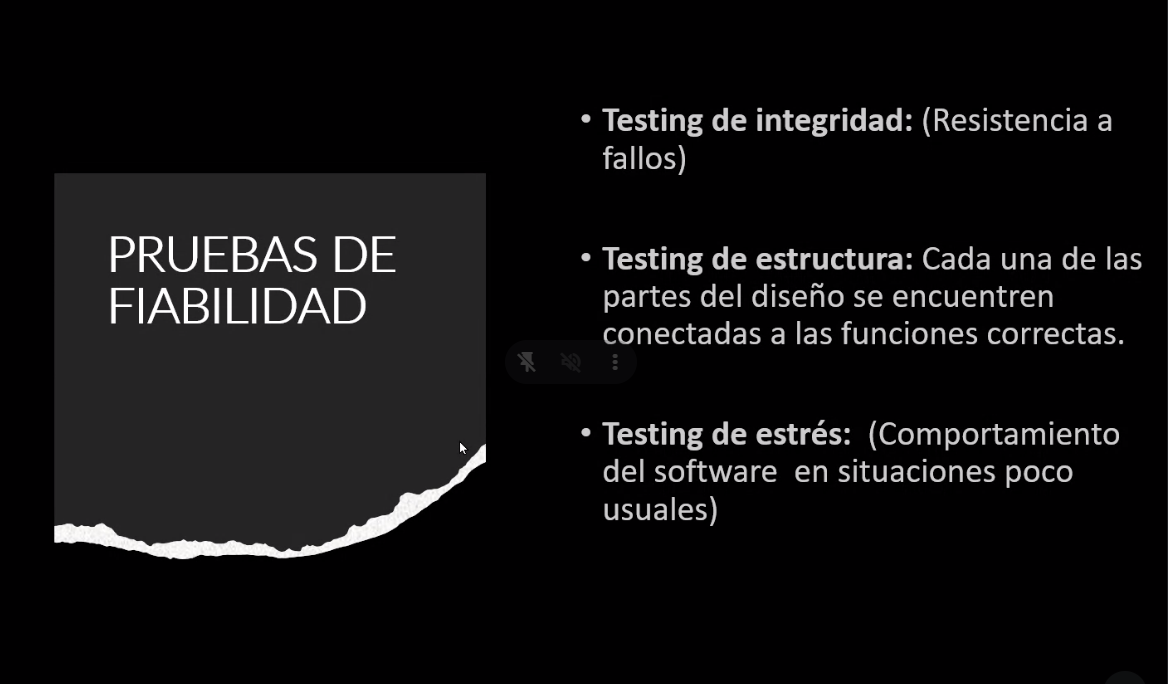 PRUEBAS DE
FIABILIDAD
• Testing de integridad: (Resistencia a
fallos)
• Testing de estructura: Cada una de las
partes del diseño se encuentren
conectadas a las funciones correctas.
• Testing de estrés:  (Comportamiento
del software  en situaciones poco
usuales)